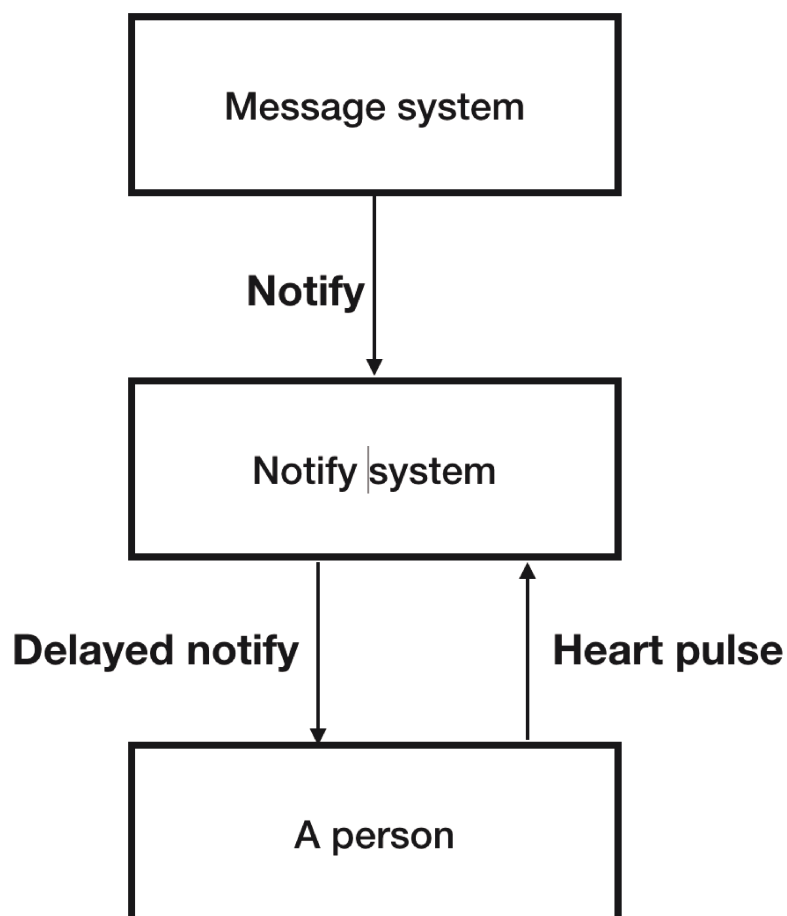 Message system
Notify
Notify system
Delayed notify
Heart pulse
A person